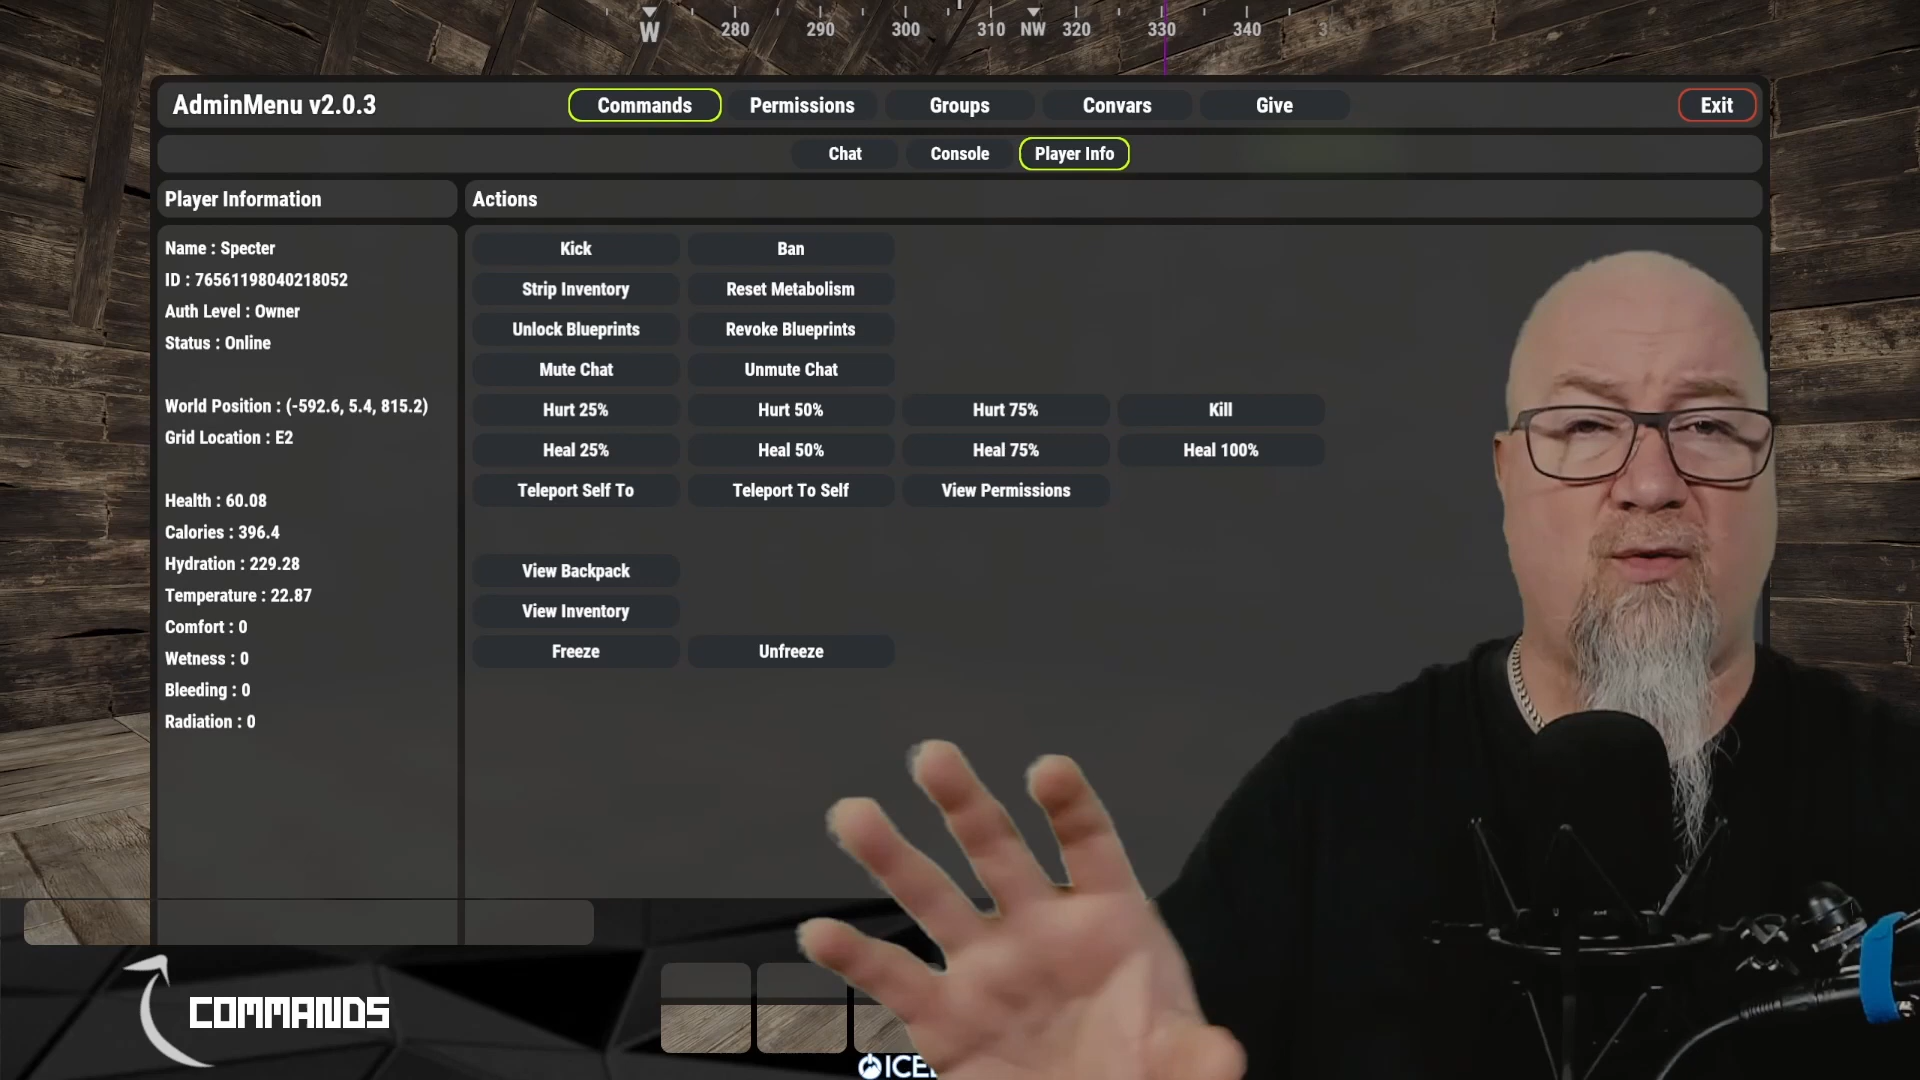 W 280 290 300 310 NW 320 330 340
AdminMenu v2.0.3
Commands Permissions Groups Convars Give Exit
Chat Console Player Info
Player Information
Name : Specter
ID : 76561198040218052
Auth Level : Owner
Status : Online
World Position : (-592.6, 5.4, 815.2)
Grid Location : E2
Health : 60.08
Calories : 396.4
Hydration : 229.28
Temperature : 22.87
Comfort : 0
Wetness : 0
Bleeding : 0
Radiation : 0
Actions
Kick Ban
Strip Inventory Reset Metabolism
Unlock Blueprints Revoke Blueprints
Mute Chat Unmute Chat
Hurt 25% Hurt 50% Hurt 75% Kill
Heal 25% Heal 50% Heal 75% Heal 100%
Teleport Self To Teleport To Self View Permissions
View Backpack
View Inventory
Freeze Unfreeze
COMMANDS